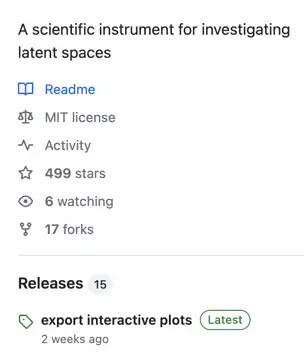 A scientific instrument for investigating
latent spaces
Readme
MIT license
Activity
499 stars
6 watching
17 forks
Releases 15
export interactive plots Latest
2 weeks ago